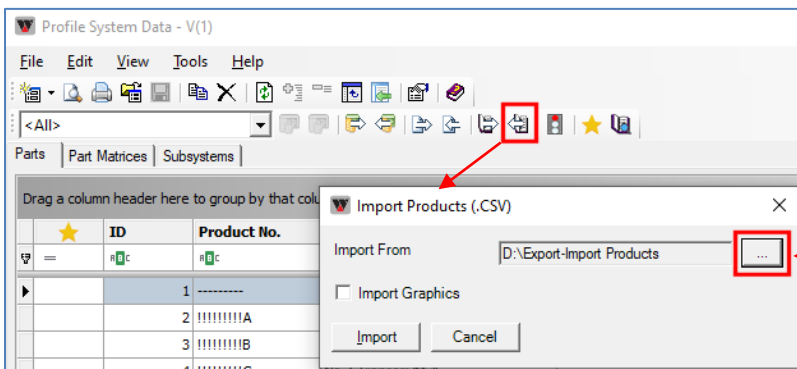 Profile System Data - V(1)
File Edit View Tools Help
<All>
Parts Part Matrices Subsystems
Drag a column header here to group by that colu
ID Product No.
= ABC ABC
1 ---------
2 !!!!!!!!!A
3 !!!!!!!!!B
Import Products (.CSV)
Import From D:\Export-Import Products ...
Import Graphics
Import Cancel